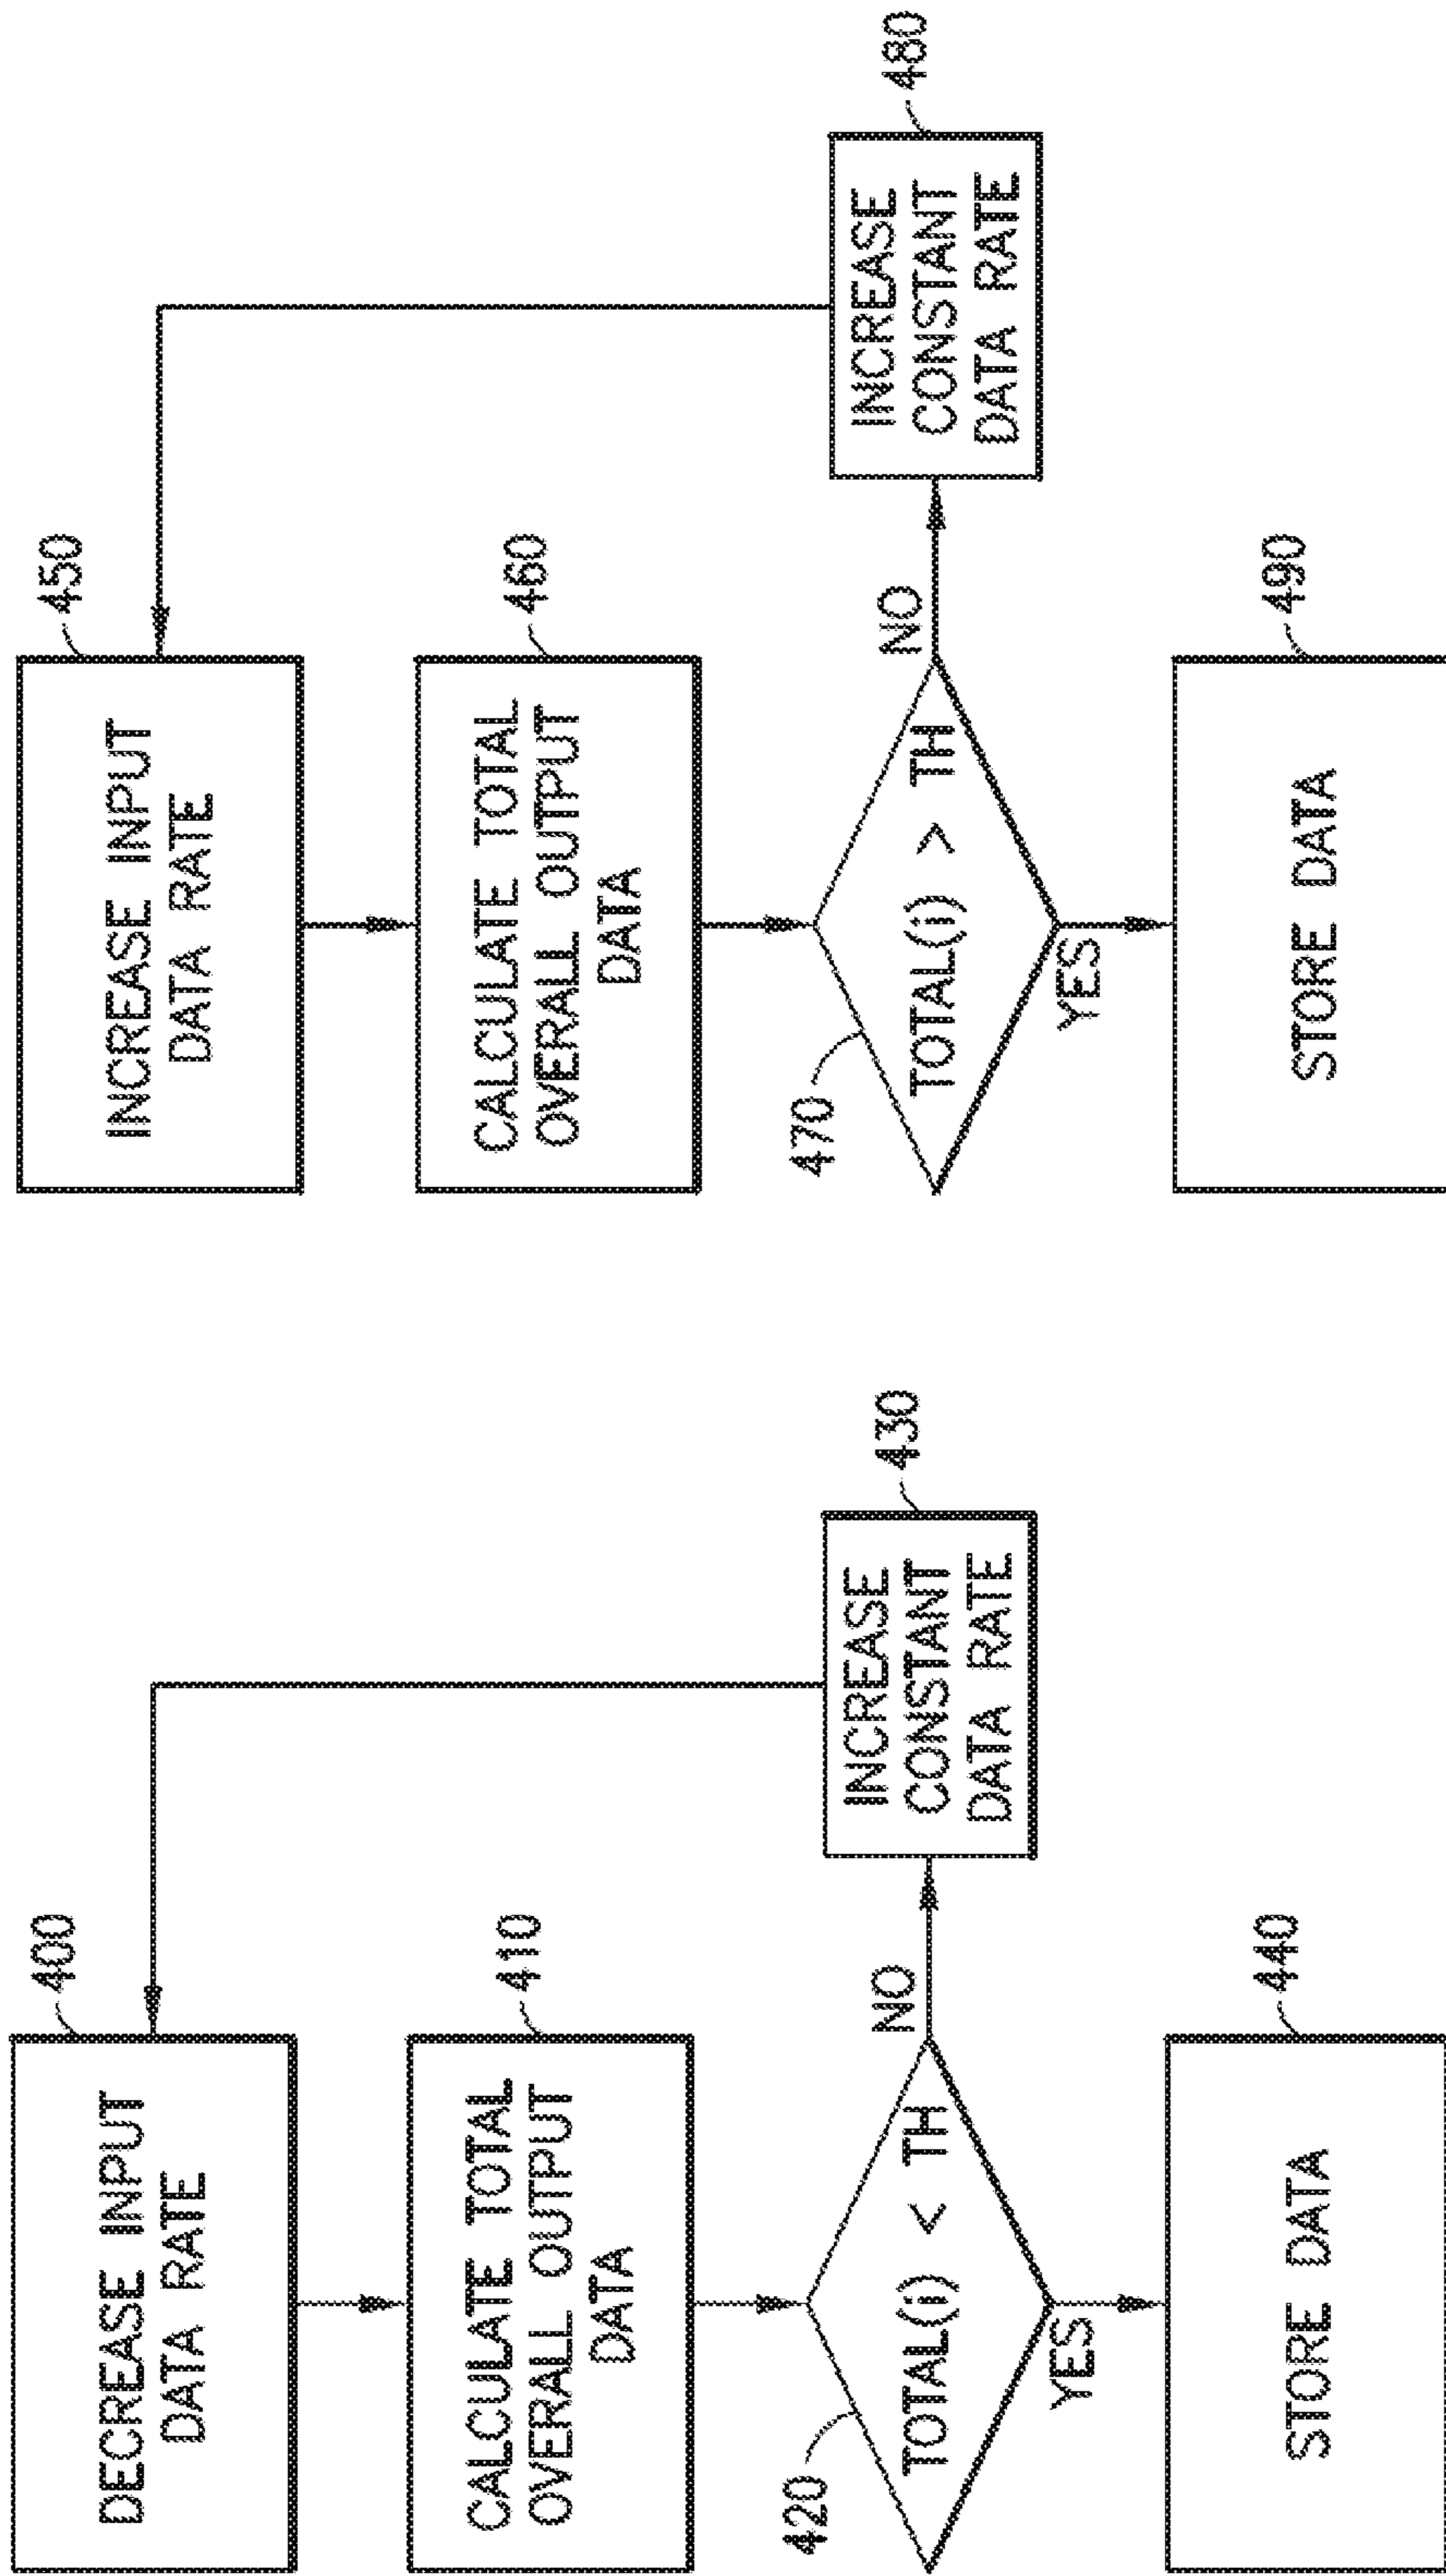 400
DECREASE INPUT
DATA RATE
410
CALCULATE TOTAL
OVERALL OUTPUT
DATA
420
TOTAL(i) < TH
NO
YES
430
INCREASE
CONSTANT
DATA RATE
440
STORE DATA
450
INCREASE INPUT
DATA RATE
460
CALCULATE TOTAL
OVERALL OUTPUT
DATA
470
TOTAL(i) > TH
NO
YES
480
INCREASE
CONSTANT
DATA RATE
490
STORE DATA